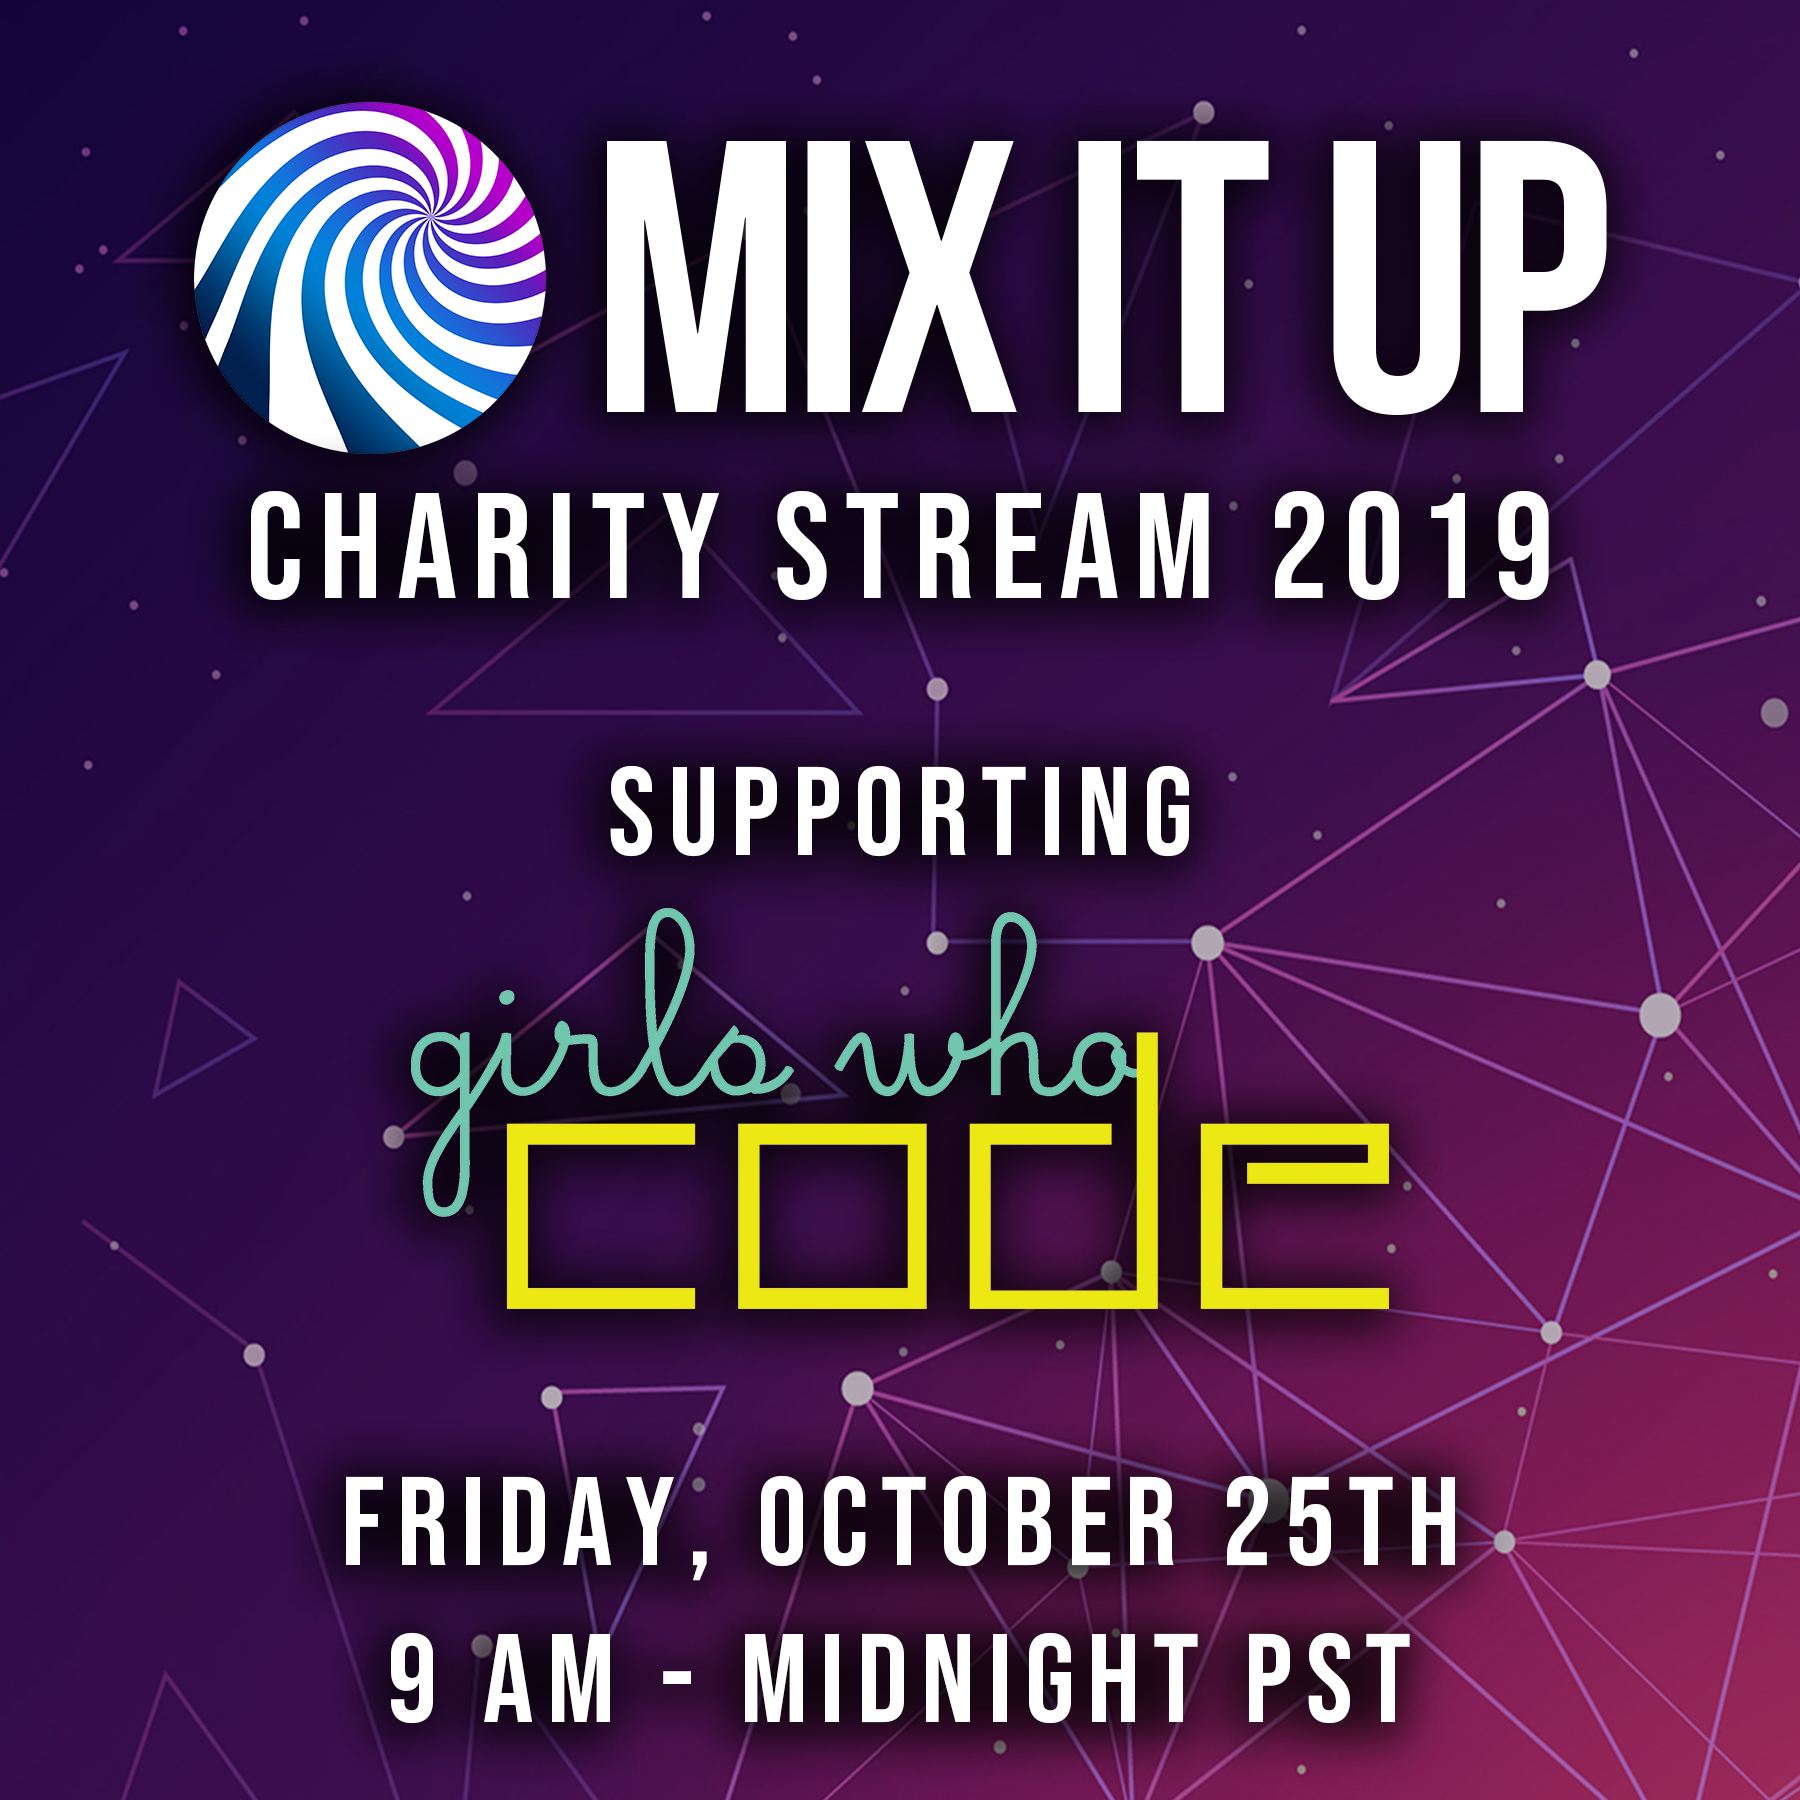 MIX IT UP
CHARITY STREAM 2019
SUPPORTING
girls who
code
FRIDAY, OCTOBER 25TH
9 AM - MIDNIGHT PST